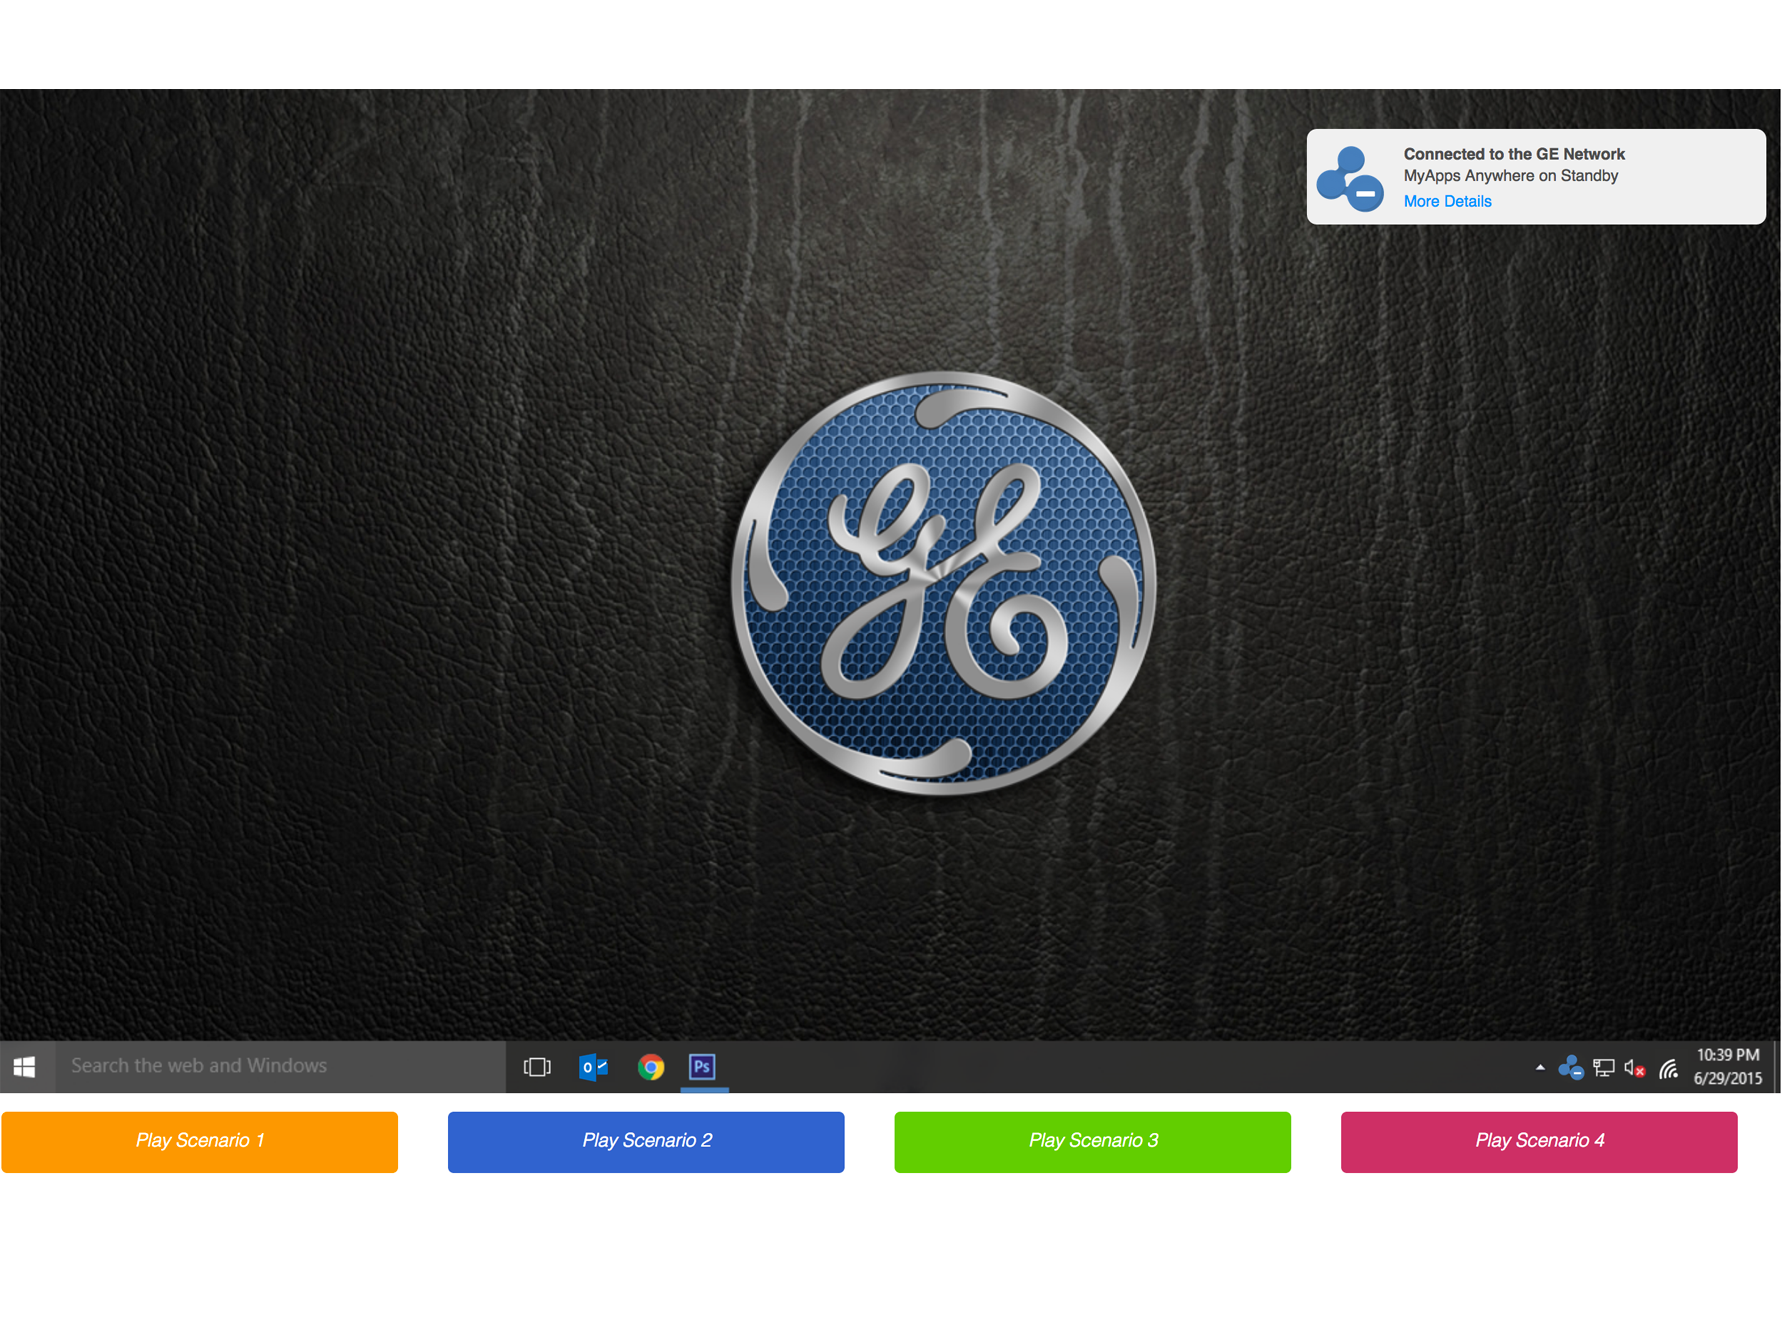 Connected to the GE Network
MyApps Anywhere on Standby
More Details
GE
Search the web and Windows
Ps
10:39 PM
6/29/2015
Play Scenario 1
Play Scenario 2
Play Scenario 3
Play Scenario 4